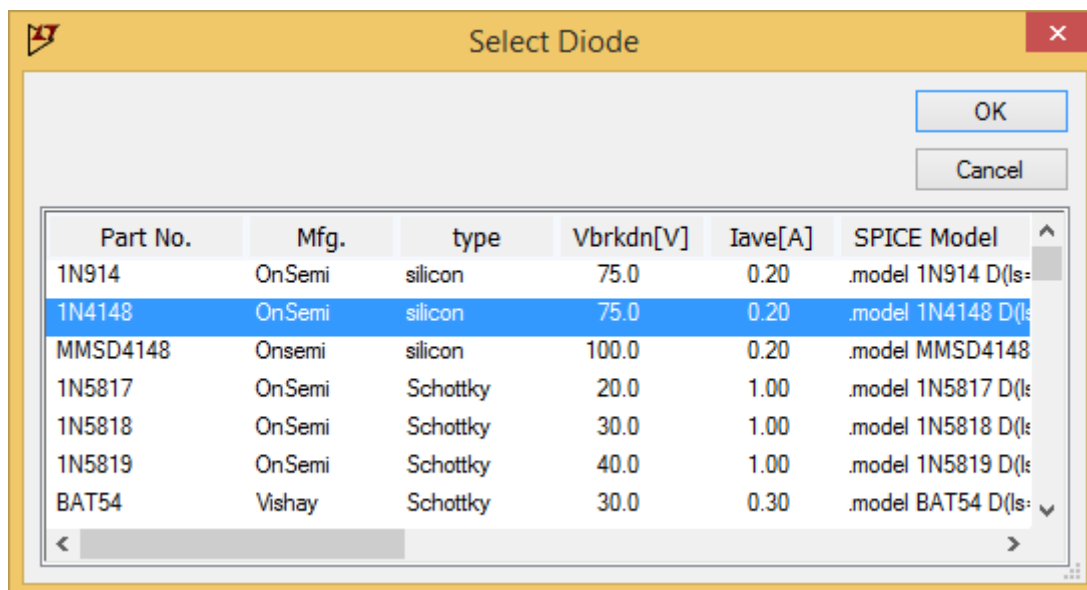 Select Diode
OK
Cancel
Part No. Mfg. type Vbrkdn[V] Iave[A] SPICE Model
1N914 OnSemi silicon 75.0 0.20 .model 1N914 D(Is=
1N4148 OnSemi silicon 75.0 0.20 .model 1N4148 D(Is
MMSD4148 Onsemi silicon 100.0 0.20 .model MMSD4148
1N5817 OnSemi Schottky 20.0 1.00 .model 1N5817 D(Is
1N5818 OnSemi Schottky 30.0 1.00 .model 1N5818 D(Is
1N5819 OnSemi Schottky 40.0 1.00 .model 1N5819 D(Is
BAT54 Vishay Schottky 30.0 0.30 .model BAT54 D(Is=